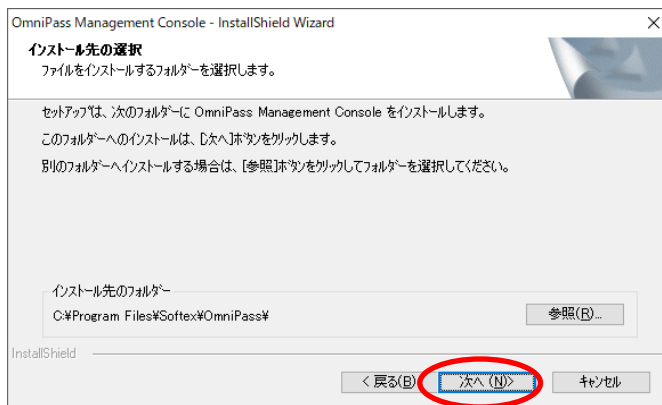 OmniPass Management Console - InstallShield Wizard
インストール先の選択
ファイルをインストールするフォルダーを選択します。
セットアップは、次のフォルダーに OmniPass Management Console をインストールします。
このフォルダーへのインストールは、[次へ]ボタンをクリックします。
別のフォルダーへインストールする場合は、[参照]ボタンをクリックしてフォルダーを選択してください。
インストール先のフォルダー
C:¥Program Files¥Softex¥OmniPass¥
参照(R)...
InstallShield
< 戻る(B)
次へ (N)>
キャンセル